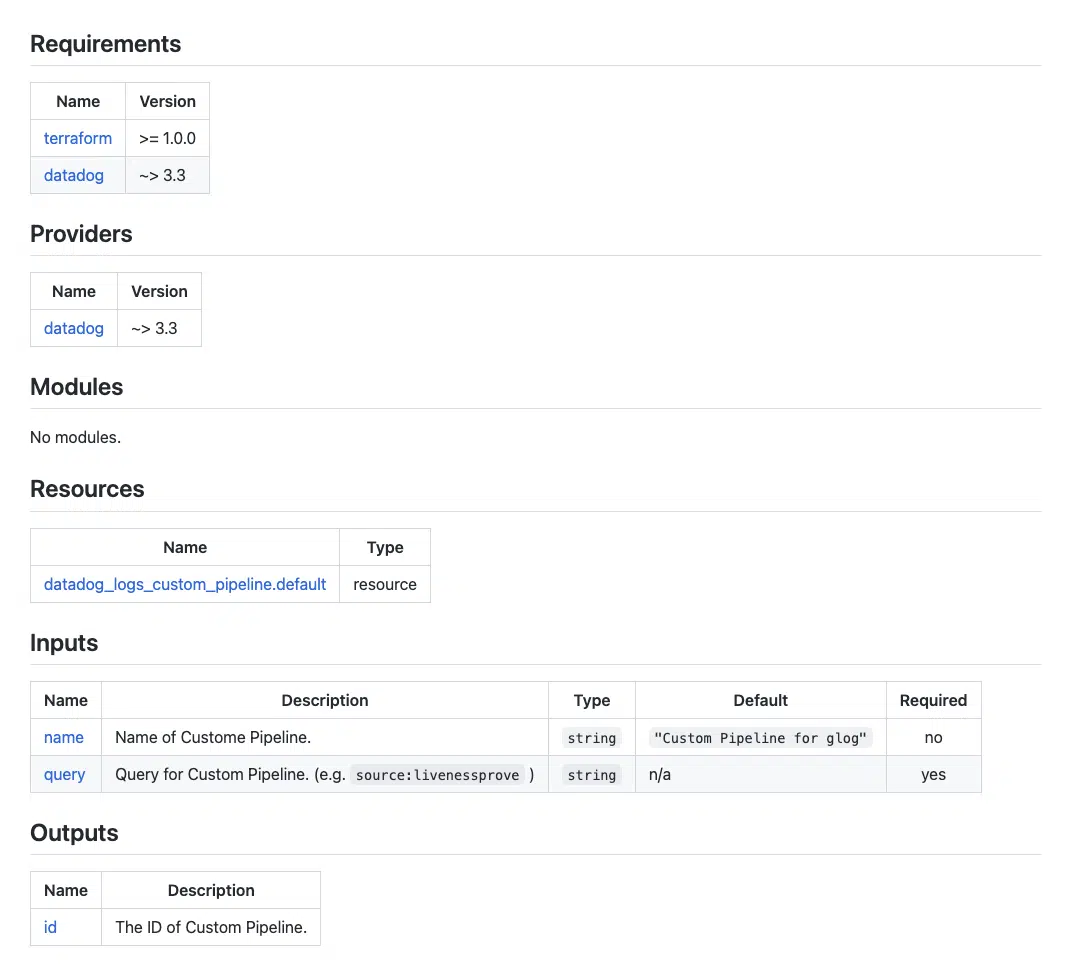 Requirements
Name Version
terraform >= 1.0.0
datadog ~> 3.3
Providers
Name Version
datadog ~> 3.3
Modules
No modules.
Resources
Name Type
datadog_logs_custom_pipeline.default resource
Inputs
Name Description Type Default Required
name Name of Custome Pipeline. string "Custom Pipeline for glog" no
query Query for Custom Pipeline. (e.g. source:livenessprove ) string n/a yes
Outputs
Name Description
id The ID of Custom Pipeline.